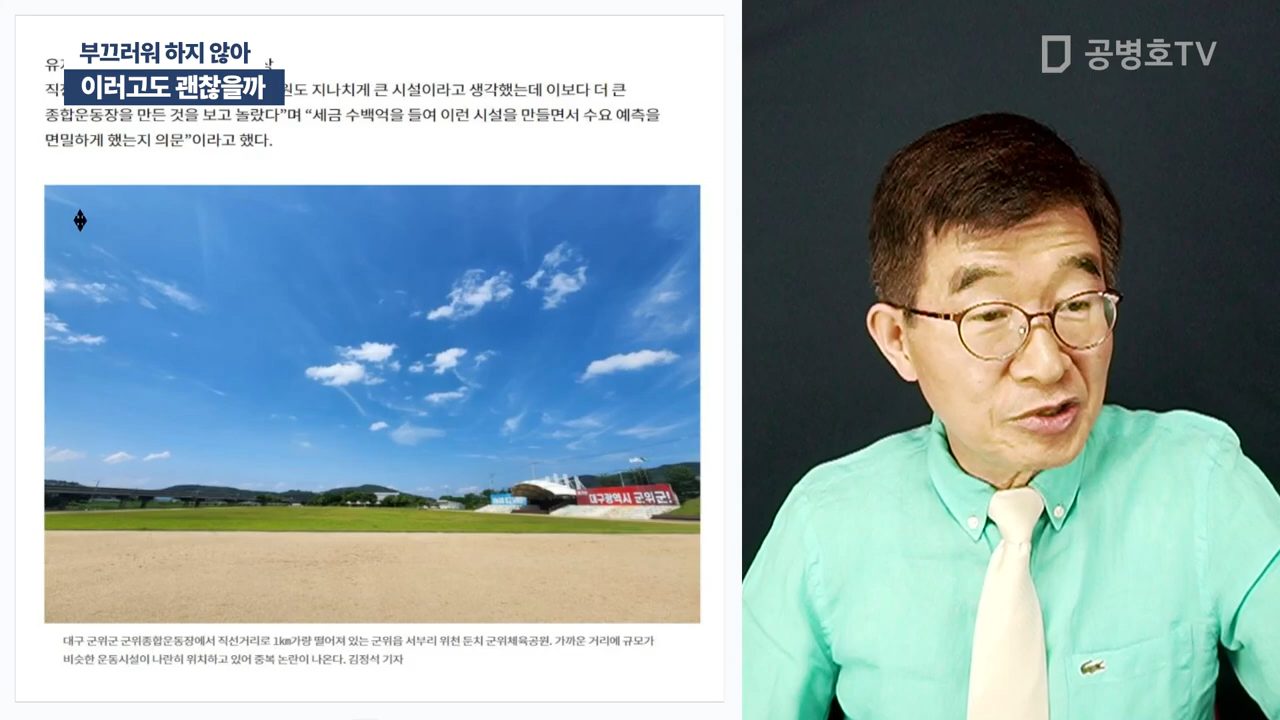 부끄러워 하지 않아
이러고도 괜찮을까
공병호TV
도 지나치게 큰 시설이라고 생각했는데 이보다 더 큰
종합운동장을 만든 것을 보고 놀랐다”며 “세금 수백억을 들여 이런 시설을 만들면서 수요 예측을
면밀하게 했는지 의문”이라고 했다.
대구광역시 군위군!
대구 군위군 군위종합운동장에서 직선거리로 1㎞가량 떨어져 있는 군위읍 서부리 위천 둔치 군위체육공원. 가까운 거리에 규모가
비슷한 운동시설이 나란히 위치하고 있어 중복 논란이 나온다. 김정석 기자